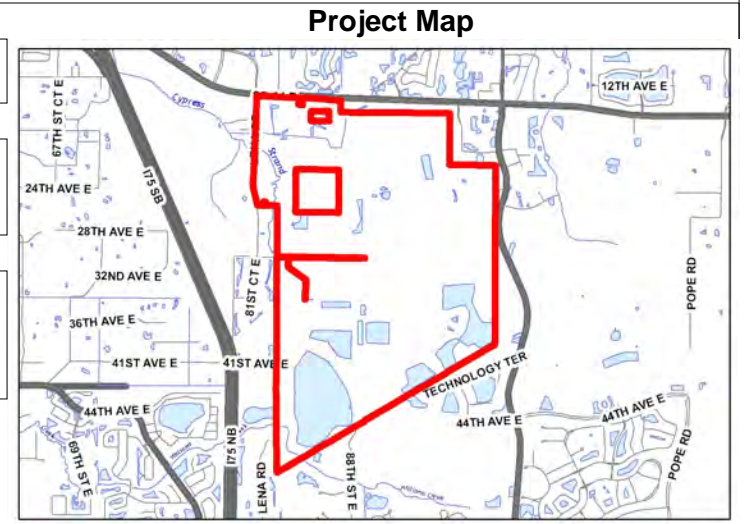 Project Map
12TH AVE E
67TH ST CT E
Cypress
Strand
I75 SB
24TH AVE E
28TH AVE E
32ND AVE E
81ST CT E
POPE RD
36TH AVE E
41ST AVE E
41ST AVE E
TECHNOLOGY TER
44TH AVE E
44TH AVE E
44TH AVE E
69TH ST E
I75 NB
LENA RD
88TH ST E
POPE RD